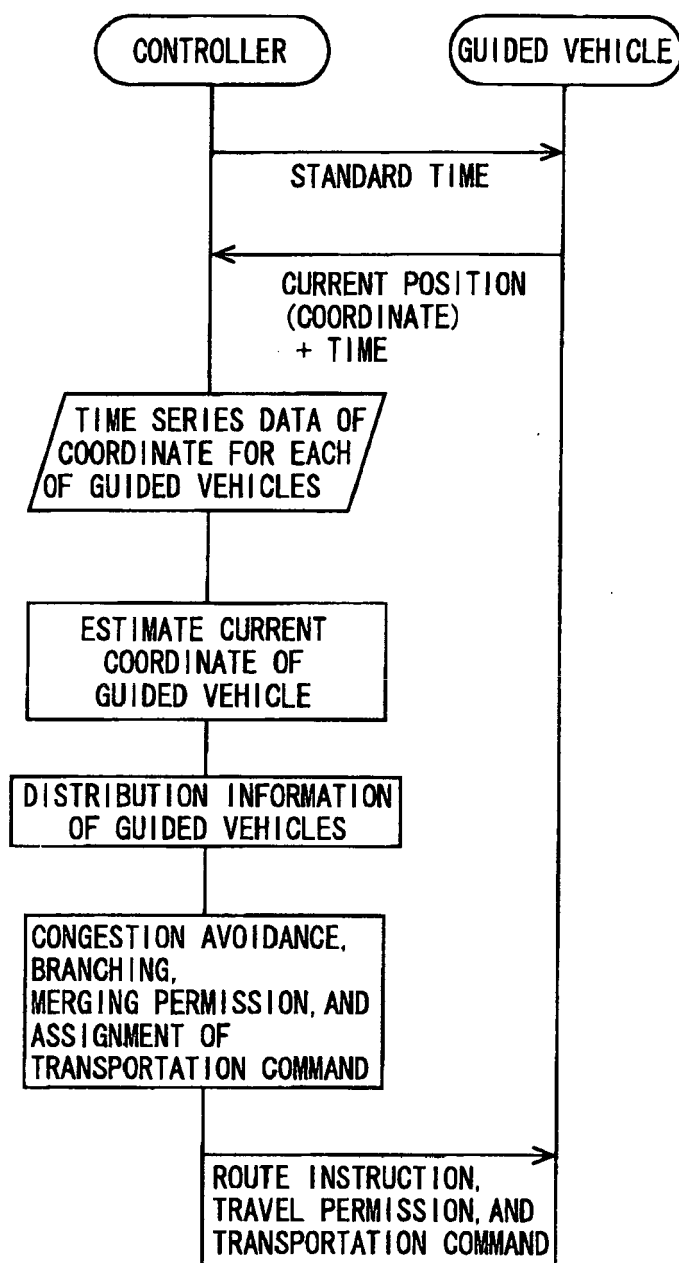 CONTROLLER
GUIDED VEHICLE
STANDARD TIME
CURRENT POSITION
(COORDINATE)
+ TIME
TIME SERIES DATA OF
COORDINATE FOR EACH
OF GUIDED VEHICLES
ESTIMATE CURRENT
COORDINATE OF
GUIDED VEHICLE
DISTRIBUTION INFORMATION
OF GUIDED VEHICLES
CONGESTION AVOIDANCE,
BRANCHING,
MERGING PERMISSION, AND
ASSIGNMENT OF
TRANSPORTATION COMMAND
ROUTE INSTRUCTION,
TRAVEL PERMISSION, AND
TRANSPORTATION COMMAND